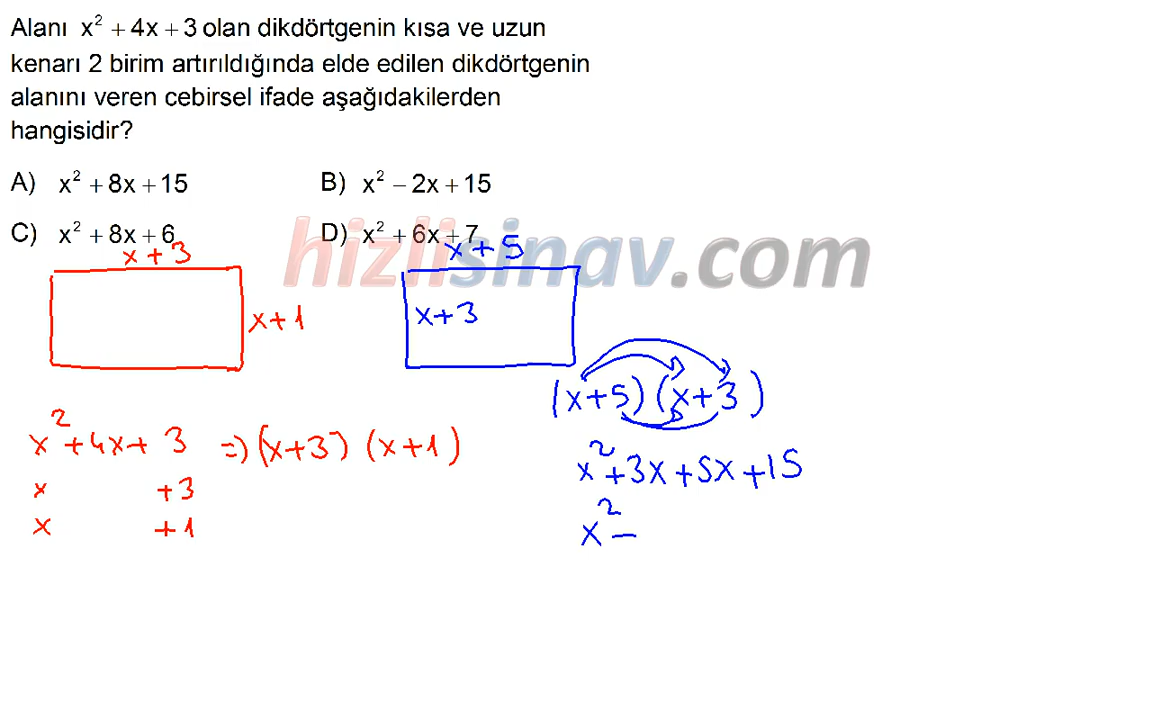 Alanı x² + 4x + 3 olan dikdörtgenin kısa ve uzun
kenarı 2 birim artırıldığında elde edilen dikdörtgenin
alanını veren cebirsel ifade aşağıdakilerden
hangisidir?
A) x² + 8x + 15 B) x² − 2x + 15
C) x² + 8x + 6 D) x² + 6x + 7
hizlisinav.com
x + 3 x + 5
x + 1 x + 3
(x + 5) (x + 3)
x² + 4x + 3 ⇒ (x + 3) (x + 1)
x² + 3x + 5x + 15
x + 3
x + 1
x² −